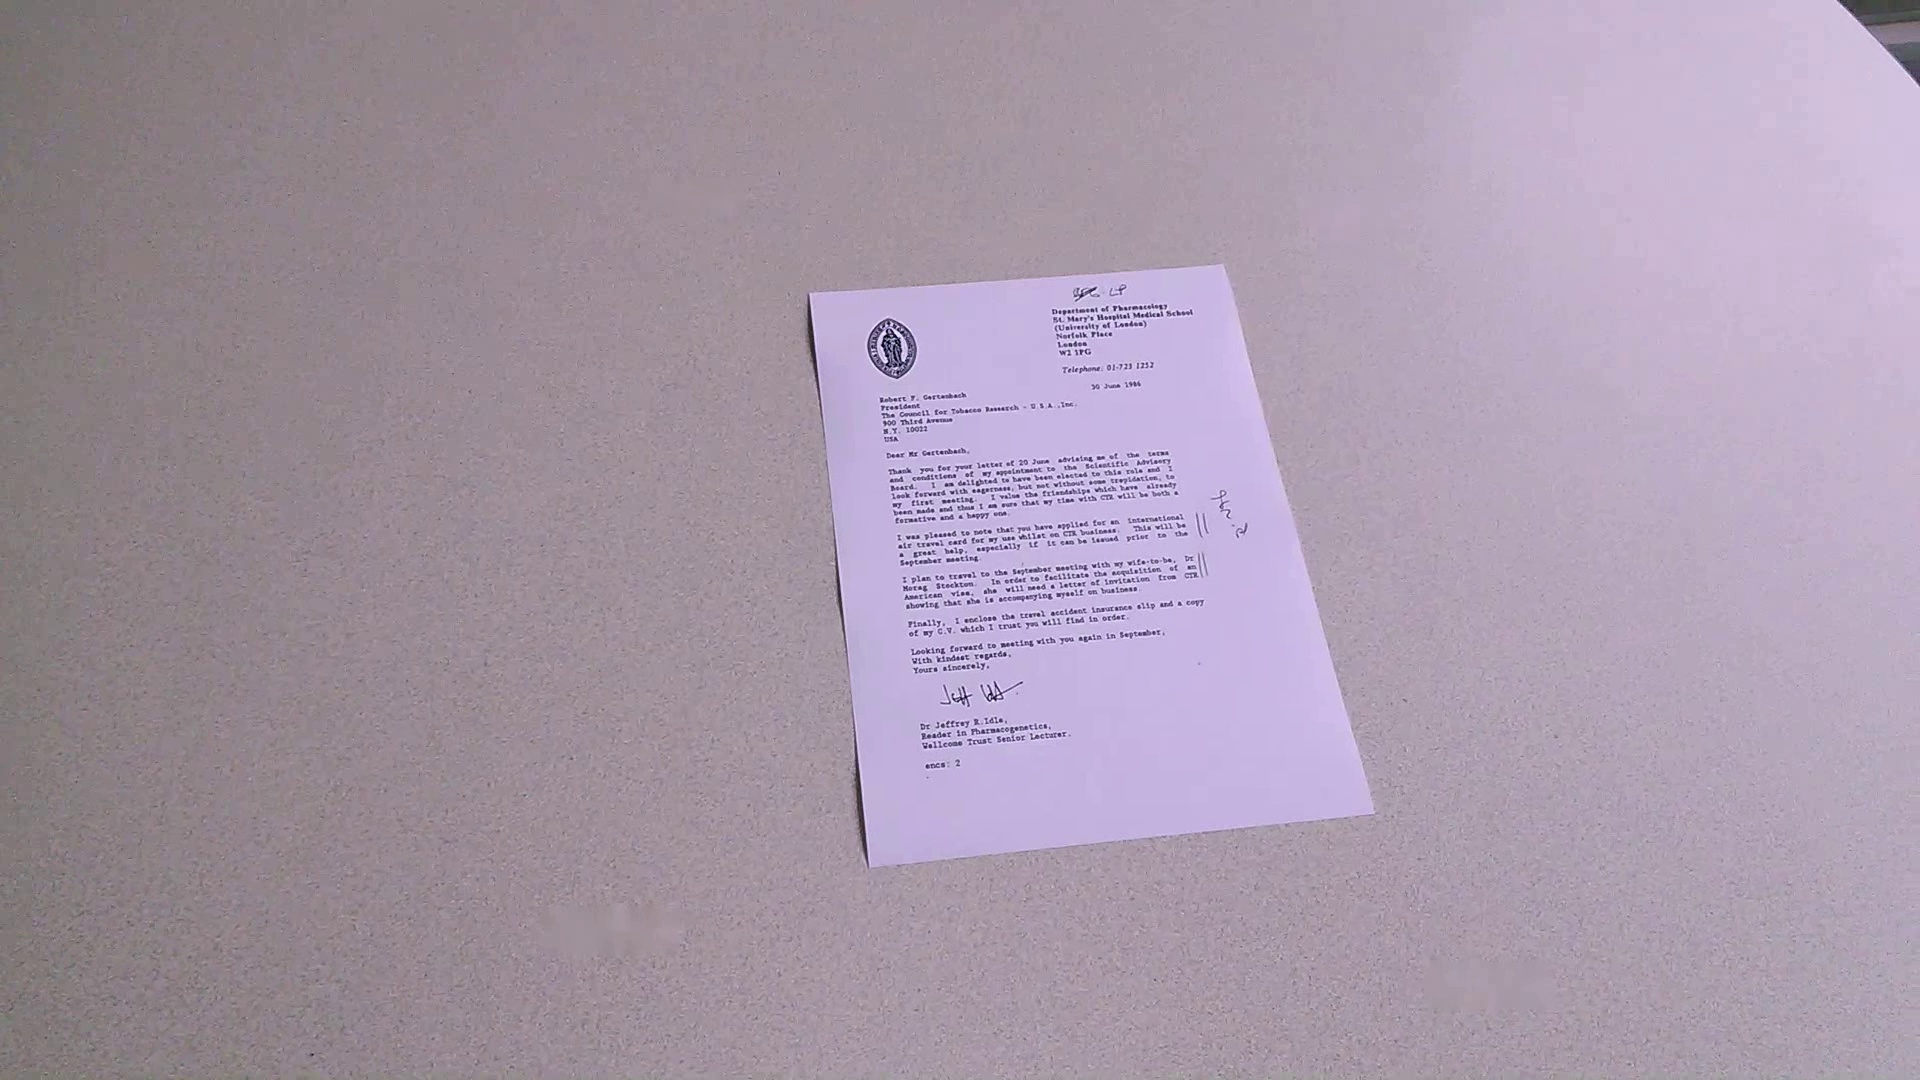 LP
Department of Pharmacology
St. Mary's Hospital Medical School
(University of London)
Norfolk Place
London
W2 1PG
Telephone: 01-723 1252
30 June 1986
Robert F. Gertenbach
President
The Council for Tobacco Research - U.S.A.,Inc.
900 Third Avenue
N.Y. 10022
USA
Dear Mr Gertenbach,
Thank you for your letter of 20 June advising me of the terms
and conditions of my appointment to the Scientific Advisory
Board. I am delighted to have been elected to this role and I
look forward with eagerness, but not without some trepidation, to
my first meeting. I value the friendships which have already
been made and thus I am sure that my time with CTR will be both a
formative and a happy one.
I was pleased to note that you have applied for an international
air travel card for my use whilst on CTR business. This will be
a great help, especially if it can be issued prior to the
September meeting.
I plan to travel to the September meeting with my wife-to-be, Dr
Morag Stockton. In order to facilitate the acquisition of an
American visa, she will need a letter of invitation from CTR
showing that she is accompanying myself on business.
Finally, I enclose the travel accident insurance slip and a copy
of my C.V. which I trust you will find in order.
Looking forward to meeting with you again in September,
With kindest regards,
Yours sincerely,
Dr Jeffrey R.Idle,
Reader in Pharmacogenetics,
Wellcome Trust Senior Lecturer.
encs: 2